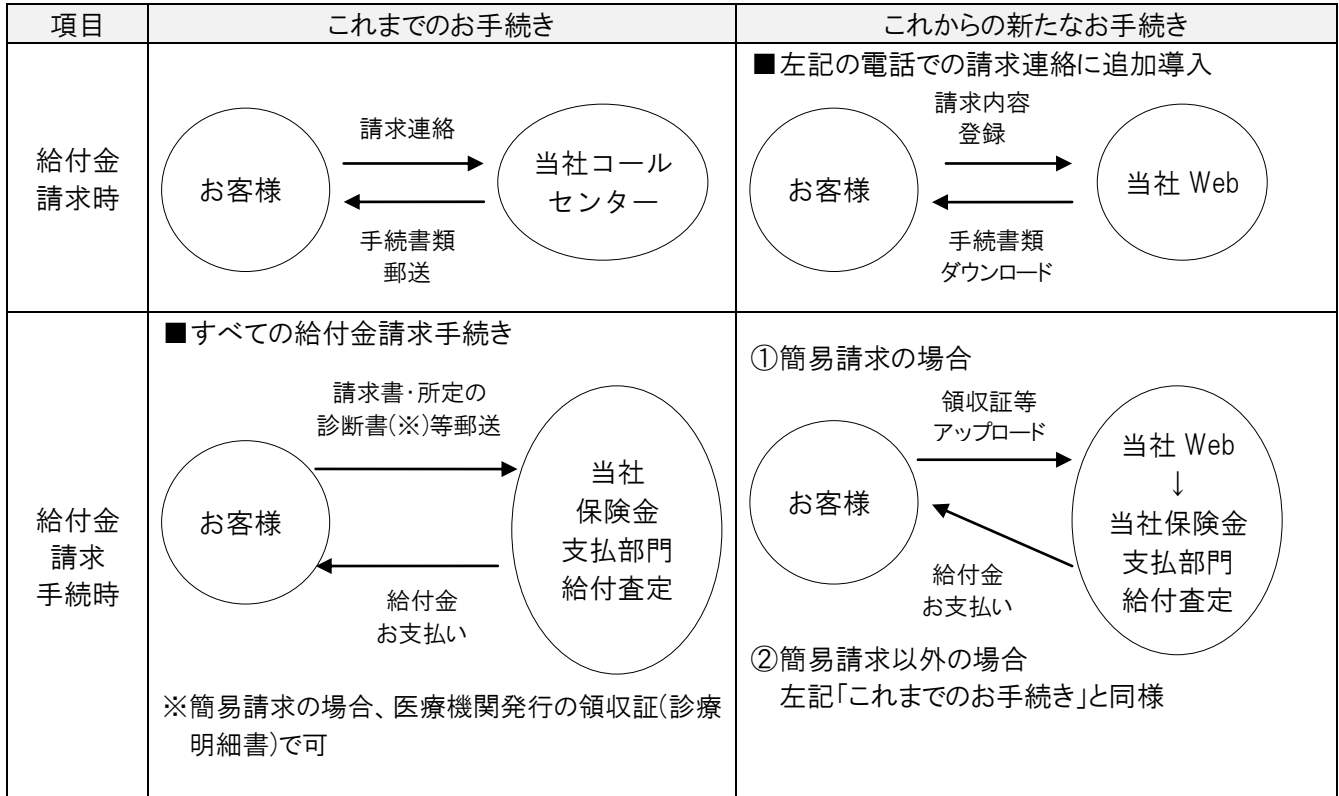 項目
これまでのお手続き
これからの新たなお手続き
給付金
請求時
お客様
請求連絡
手続書類
郵送
当社コール
センター
■左記の電話での請求連絡に追加導入
お客様
請求内容
登録
手続書類
ダウンロード
当社 Web
給付金
請求
手続時
■すべての給付金請求手続き
請求書・所定の
診断書(※)等郵送
お客様
給付金
お支払い
当社
保険金
支払部門
給付査定
※簡易請求の場合、医療機関発行の領収証(診療
明細書)で可
①簡易請求の場合
領収証等
アップロード
お客様
給付金
お支払い
当社 Web
↓
当社保険金
支払部門
給付査定
②簡易請求以外の場合
左記「これまでのお手続き」と同様